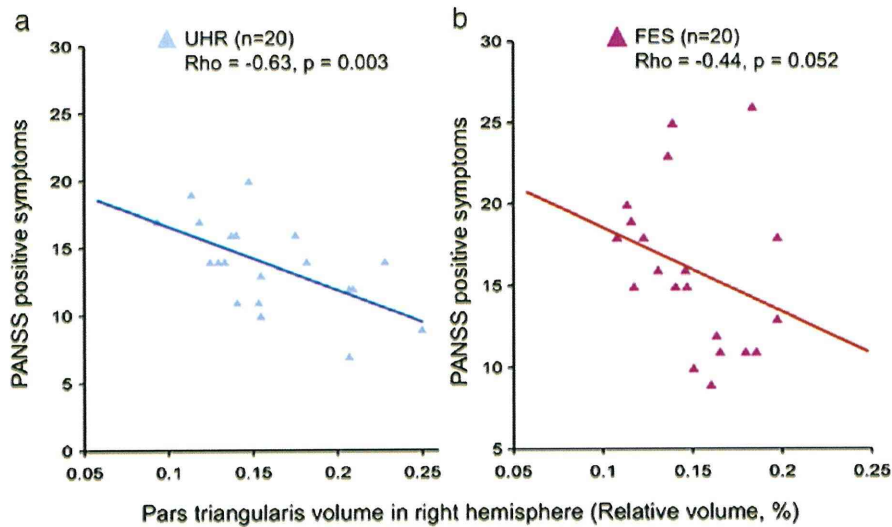 a
UHR (n=20)
Rho = -0.63, p = 0.003
PANSS positive symptoms
30
25
20
15
10
5
0
0.05
0.1
0.15
0.2
0.25
b
FES (n=20)
Rho = -0.44, p = 0.052
PANSS positive symptoms
30
25
20
15
10
5
0.05
0.1
0.15
0.2
0.25
Pars triangularis volume in right hemisphere (Relative volume, %)